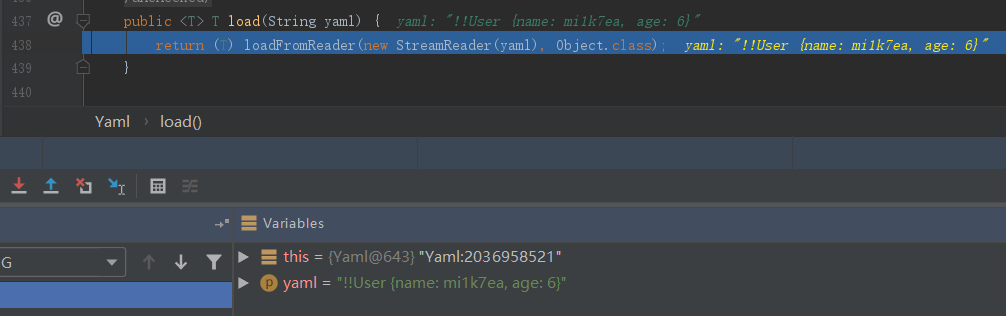 437 @ public <T> T load(String yaml) { yaml: "!!User {name: mi1k7ea, age: 6}"
438 return (T) loadFromReader(new StreamReader(yaml), Object.class); yaml: "!!User {name: mi1k7ea, age: 6}"
439 }
440
Yaml › load()
Variables
G
this = {Yaml@643} "Yaml:2036958521"
p yaml = "!!User {name: mi1k7ea, age: 6}"